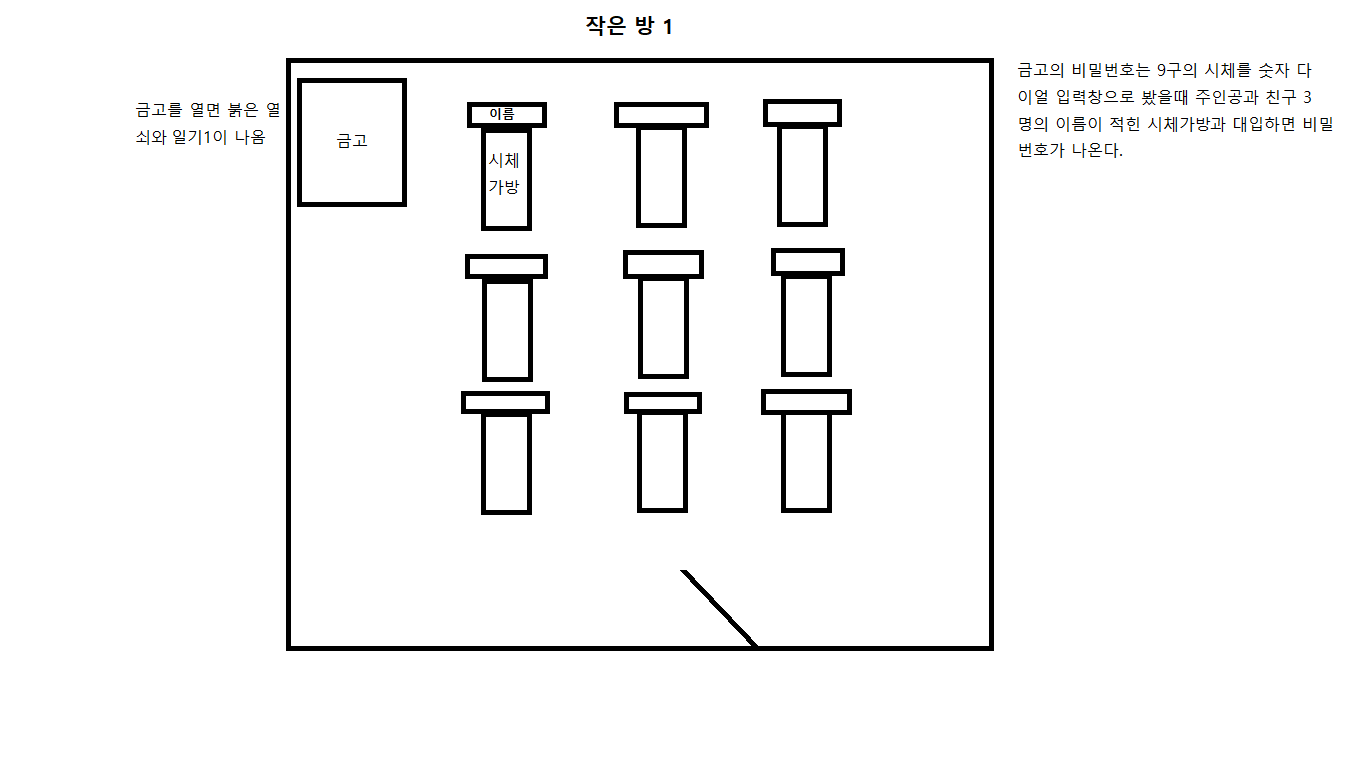 작은 방 1
금고의 비밀번호는 9구의 시체를 숫자 다
이얼 입력창으로 봤을때 주인공과 친구 3
명의 이름이 적힌 시체가방과 대입하면 비밀
번호가 나온다.
금고를 열면 붉은 열
쇠와 일기1이 나옴
금고
이름
시체
가방